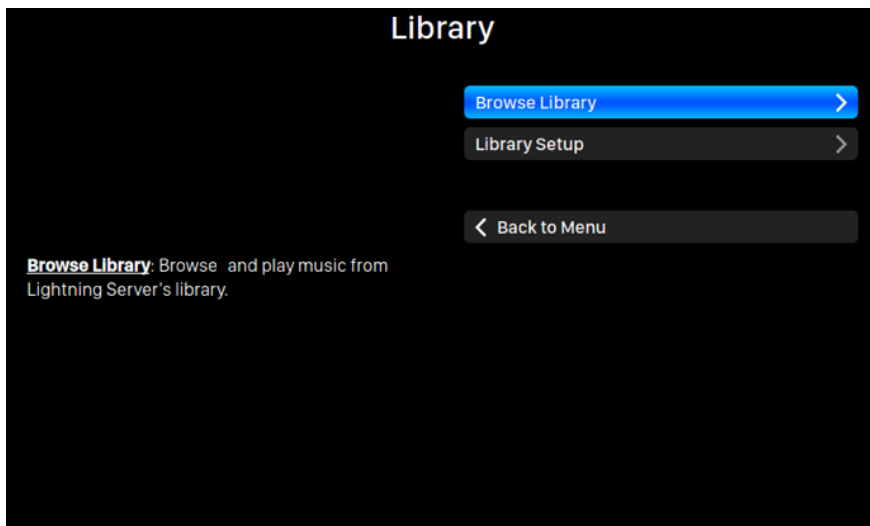 Library
Browse Library
Library Setup
Back to Menu
Browse Library: Browse  and play music from
Lightning Server's library.